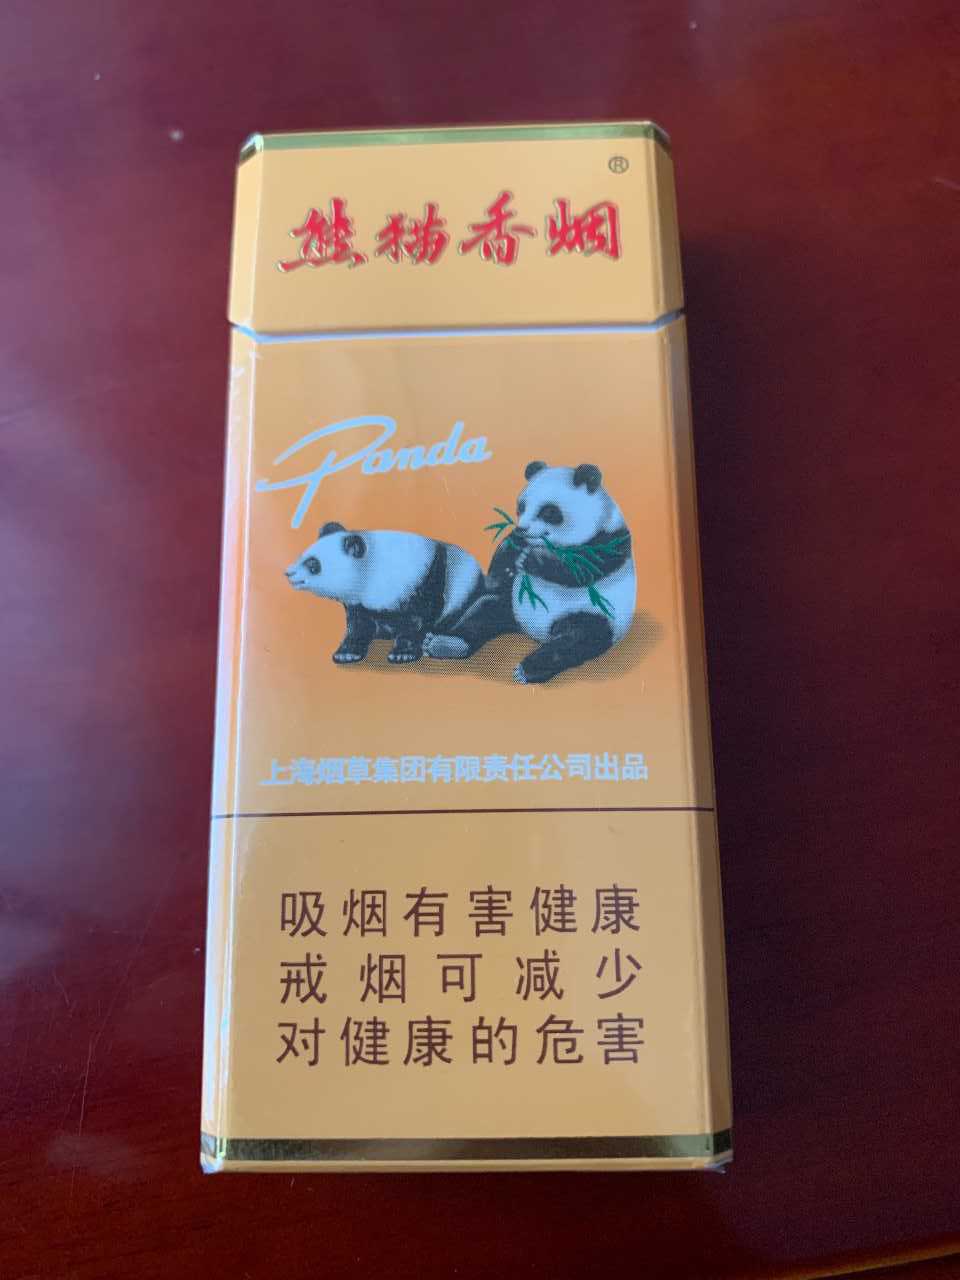 ®
熊猫香烟
Panda
上海烟草集团有限责任公司出品
吸烟有害健康
戒烟可减少
对健康的危害